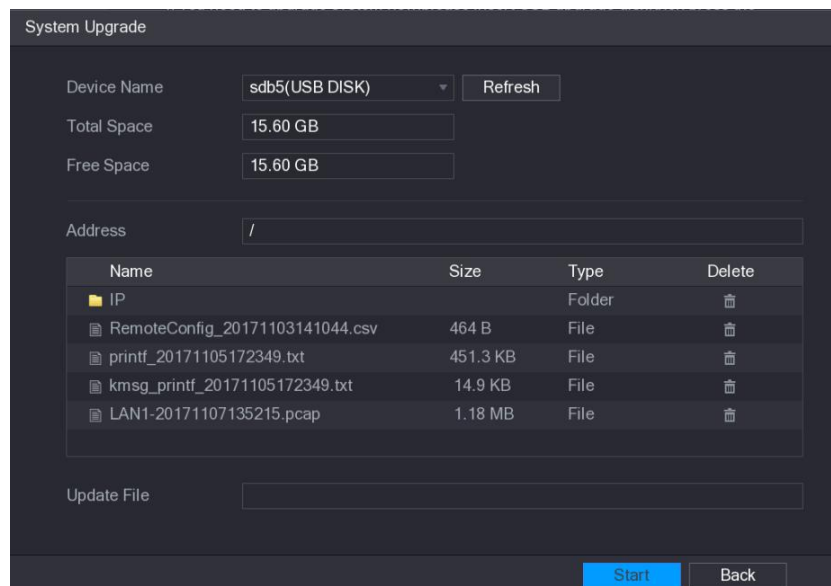 System Upgrade
Device Name sdb5(USB DISK) Refresh
Total Space 15.60 GB
Free Space 15.60 GB
Address /
Name Size Type Delete
IP Folder
RemoteConfig_20171103141044.csv 464 B File
printf_20171105172349.txt 451.3 KB File
kmsg_printf_20171105172349.txt 14.9 KB File
LAN1-20171107135215.pcap 1.18 MB File
Update File
Start Back